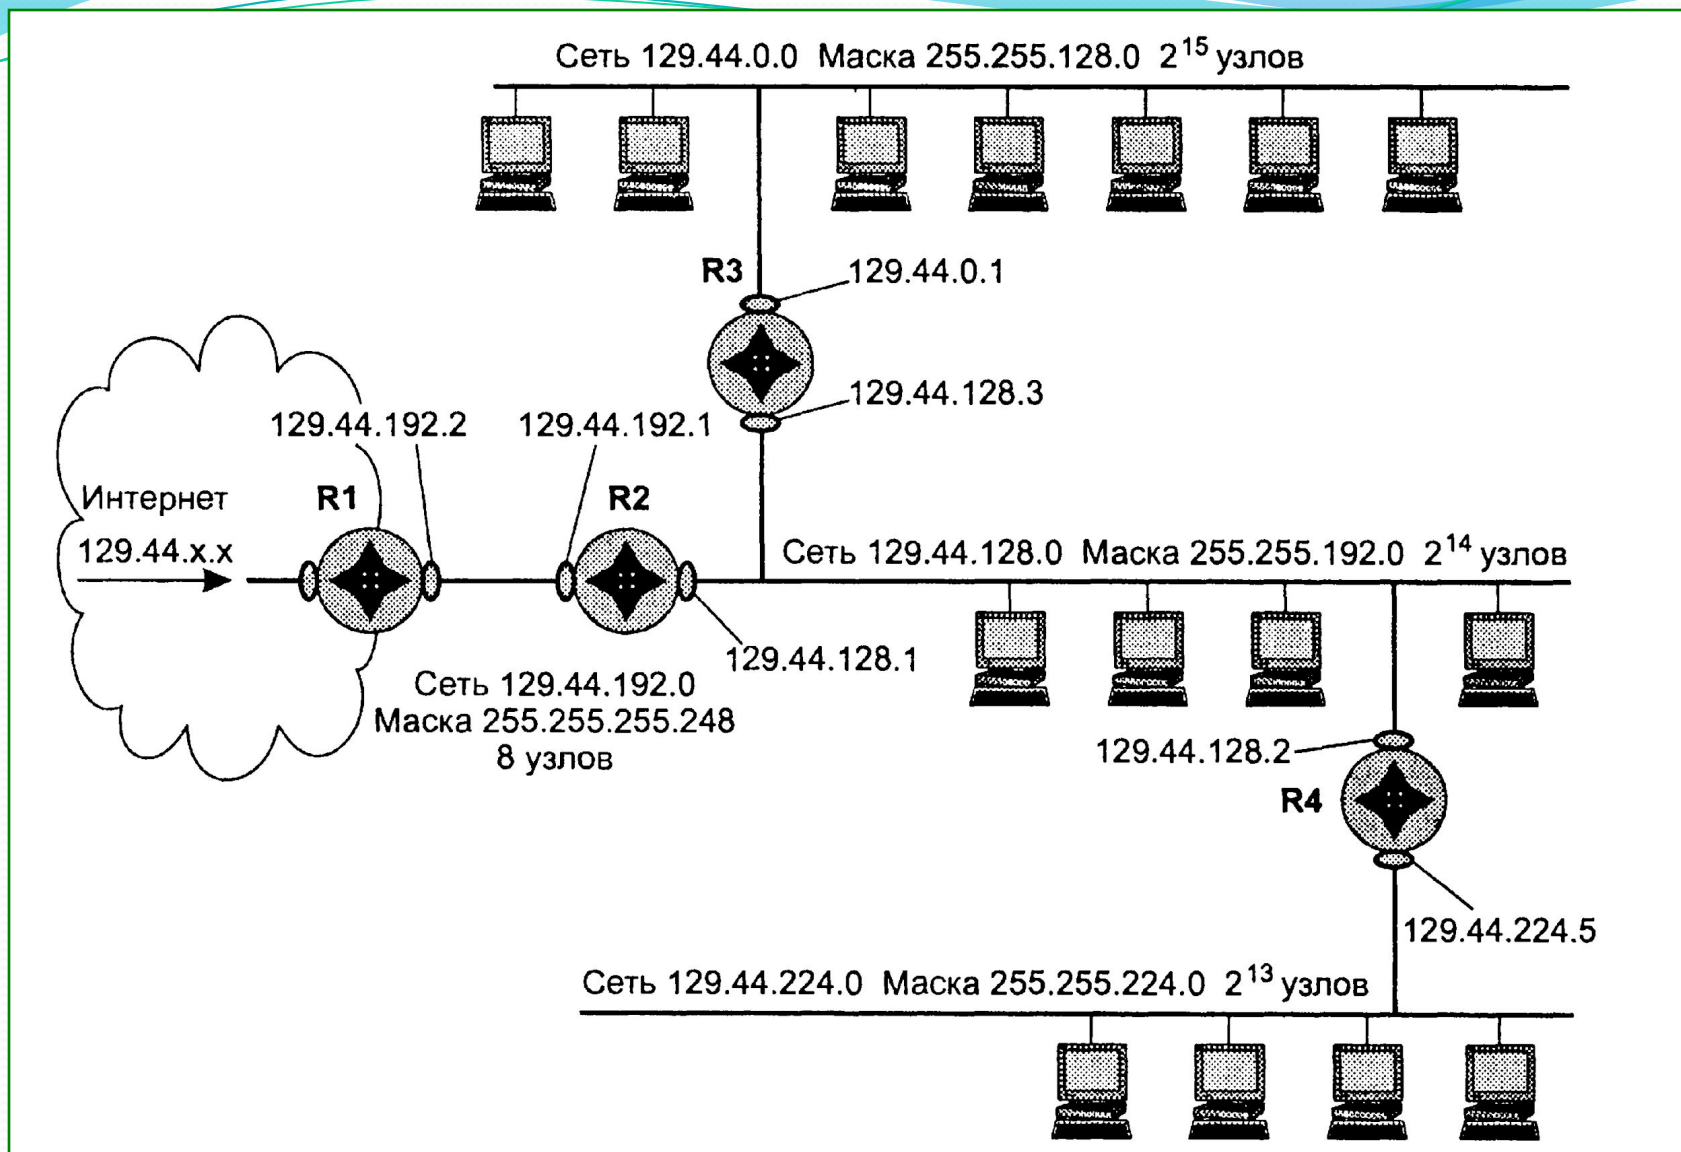 Сеть 129.44.0.0 Маска 255.255.128.0 2¹⁵ узлов
R3
129.44.0.1
129.44.128.3
129.44.192.2
129.44.192.1
Интернет
R1
R2
129.44.x.x
Сеть 129.44.128.0 Маска 255.255.192.0 2¹⁴ узлов
129.44.128.1
Сеть 129.44.192.0
Маска 255.255.255.248
8 узлов
129.44.128.2
R4
129.44.224.5
Сеть 129.44.224.0 Маска 255.255.224.0 2¹³ узлов